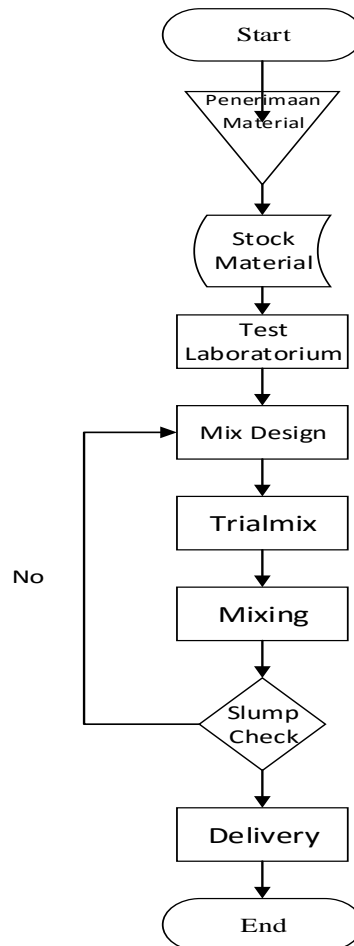 Start
Penerimaan
Material
Stock
Material
Test
Laboratorium
Mix Design
Trialmix
Mixing
No
Slump
Check
Delivery
End